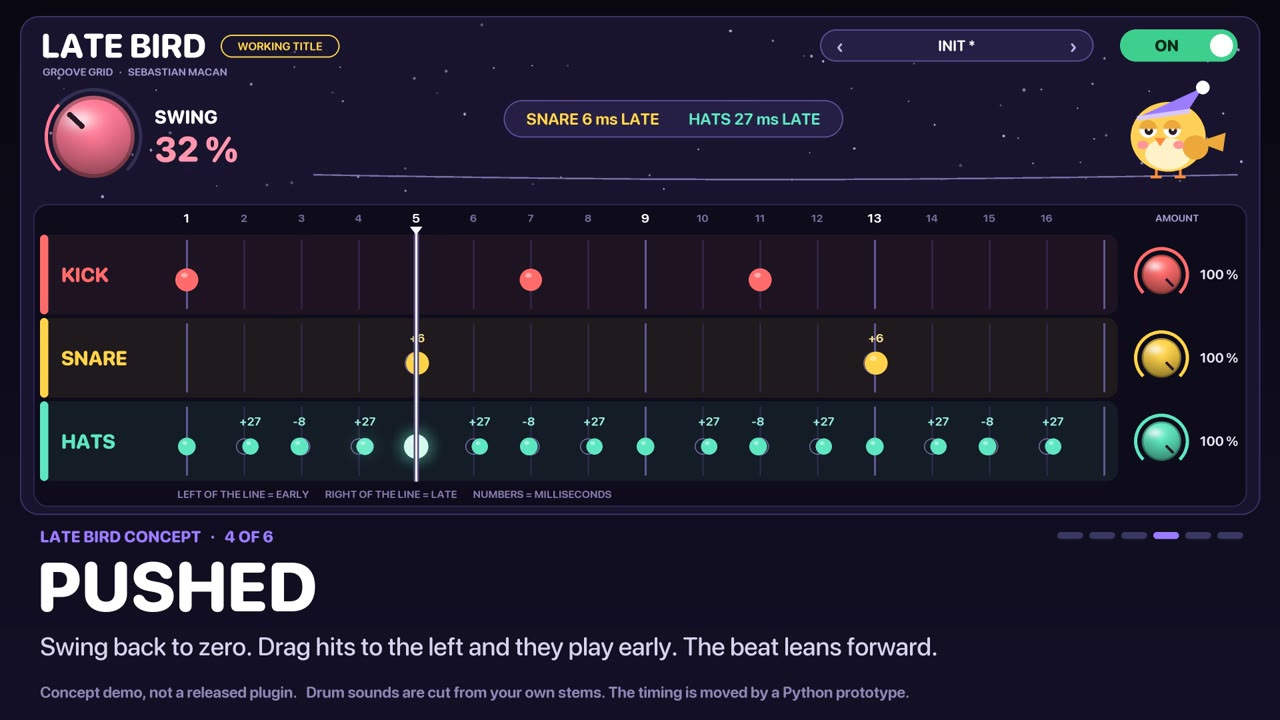 LATE BIRD WORKING TITLE
‹ INIT * ›
ON
GROOVE GRID · SEBASTIAN MACAN
SWING
32 %
SNARE 6 ms LATE HATS 27 ms LATE
1 2 3 4 5 6 7 8 9 10 11 12 13 14 15 16 AMOUNT
KICK 100 %
+6 +6
SNARE 100 %
+27 -8 +27 +27 -8 +27 +27 -8 +27 +27 -8 +27
HATS 100 %
LEFT OF THE LINE = EARLY RIGHT OF THE LINE = LATE NUMBERS = MILLISECONDS
LATE BIRD CONCEPT · 4 OF 6
PUSHED
Swing back to zero. Drag hits to the left and they play early. The beat leans forward.
Concept demo, not a released plugin. Drum sounds are cut from your own stems. The timing is moved by a Python prototype.